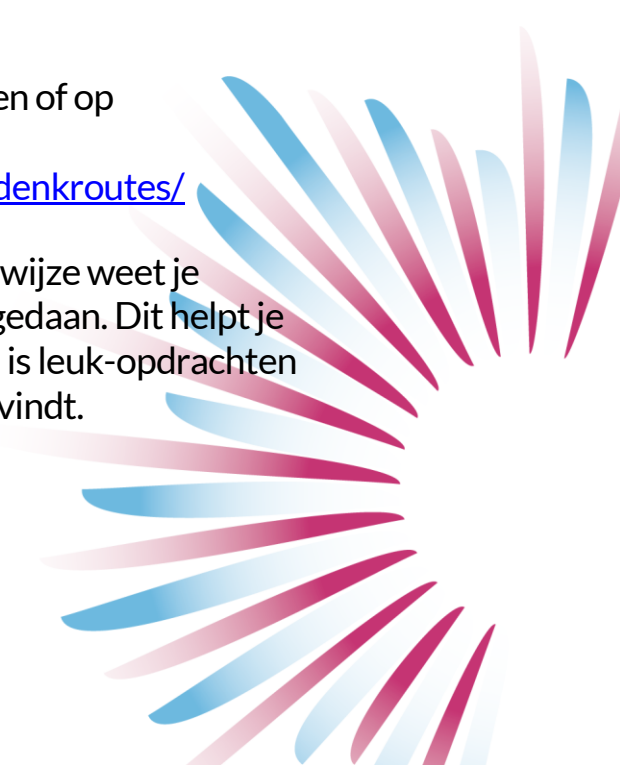 en of op
denkroutes/
wijze weet je
gedaan. Dit helpt je
is leuk-opdrachten
vindt.